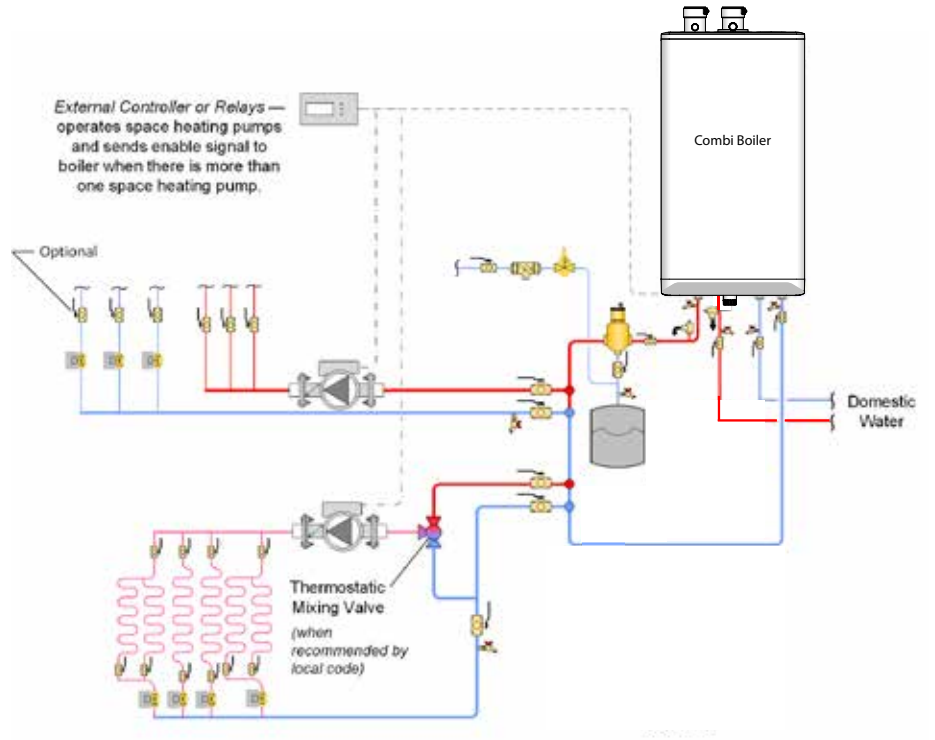 External Controller or Relays —
operates space heating pumps
and sends enable signal to
boiler when there is more than
one space heating pump.
Combi Boiler
Optional
Domestic
Water
Thermostatic
Mixing Valve
(when
recommended by
local code)